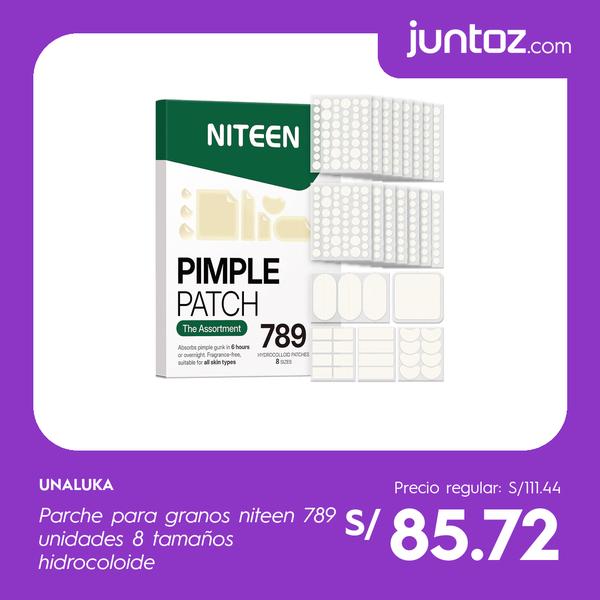 juntoz.com
NITEEN
PIMPLE
PATCH
The Assortment
Absorbs pimple gunk in 6 hours
or overnight. Fragrance-free,
suitable for all skin types
789
HYDROCOLLOID PATCHES
8 SIZES
UNALUKA
Parche para granos niteen 789
unidades 8 tamaños
hidrocoloide
Precio regular: S/111.44
S/ 85.72